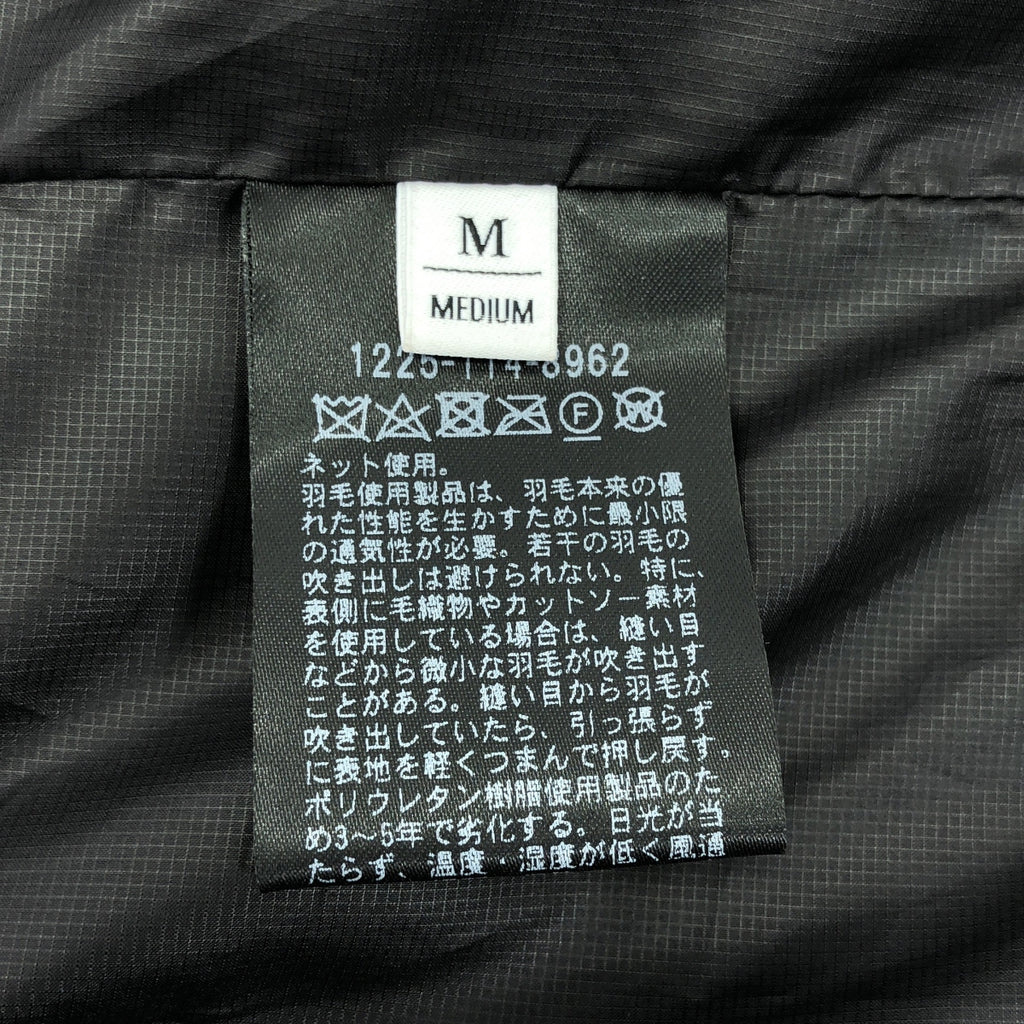 M
MEDIUM
1225-114-8962
F
W
ネット使用。
羽毛使用製品は、羽毛本来の優
れた性能を生かすために最小限
の通気性が必要。若干の羽毛の
吹き出しは避けられない。特に、
表側に毛織物やカットソー素材
を使用している場合は、縫い目
などから微小な羽毛が吹き出す
ことがある。縫い目から羽毛が
吹き出していたら、引っ張らず
に表地を軽くつまんで押し戻す。
ポリウレタン樹脂使用製品のた
め3～5年で劣化する。日光が当
たらず、温度・湿度が低く風通